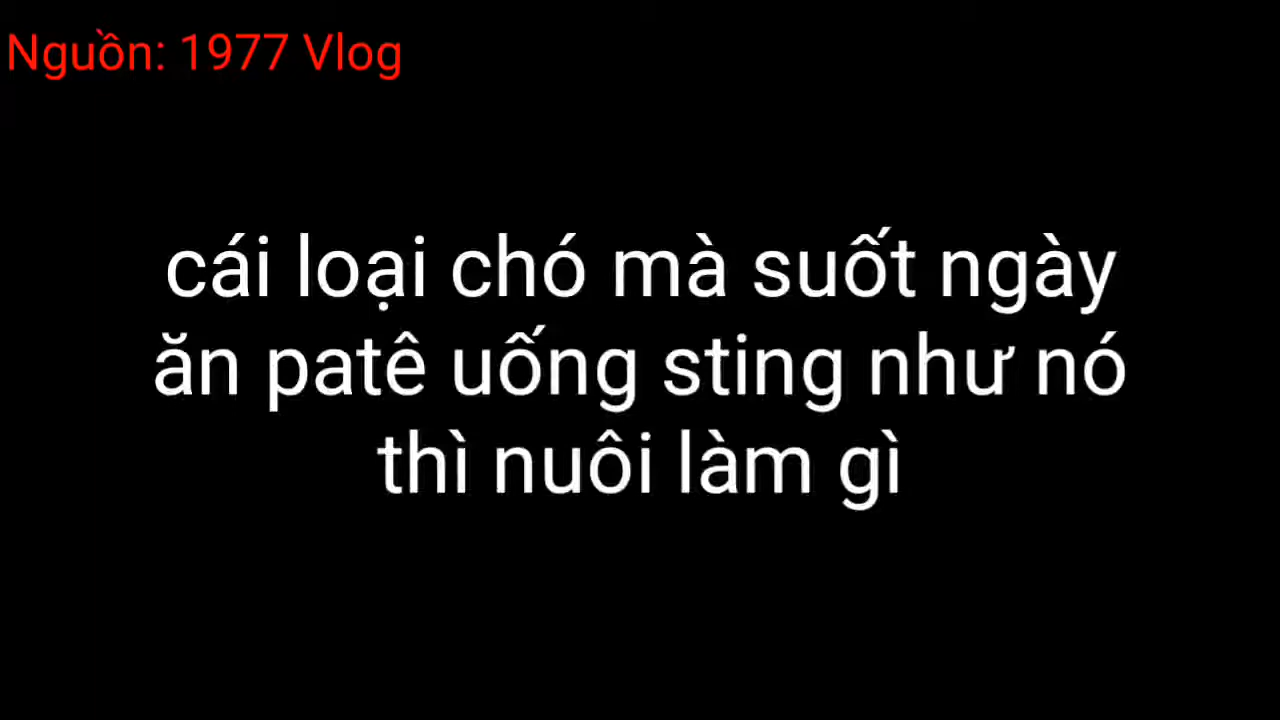 Nguồn: 1977 Vlog
cái loại chó mà suốt ngày
ăn patê uống sting như nó
thì nuôi làm gì